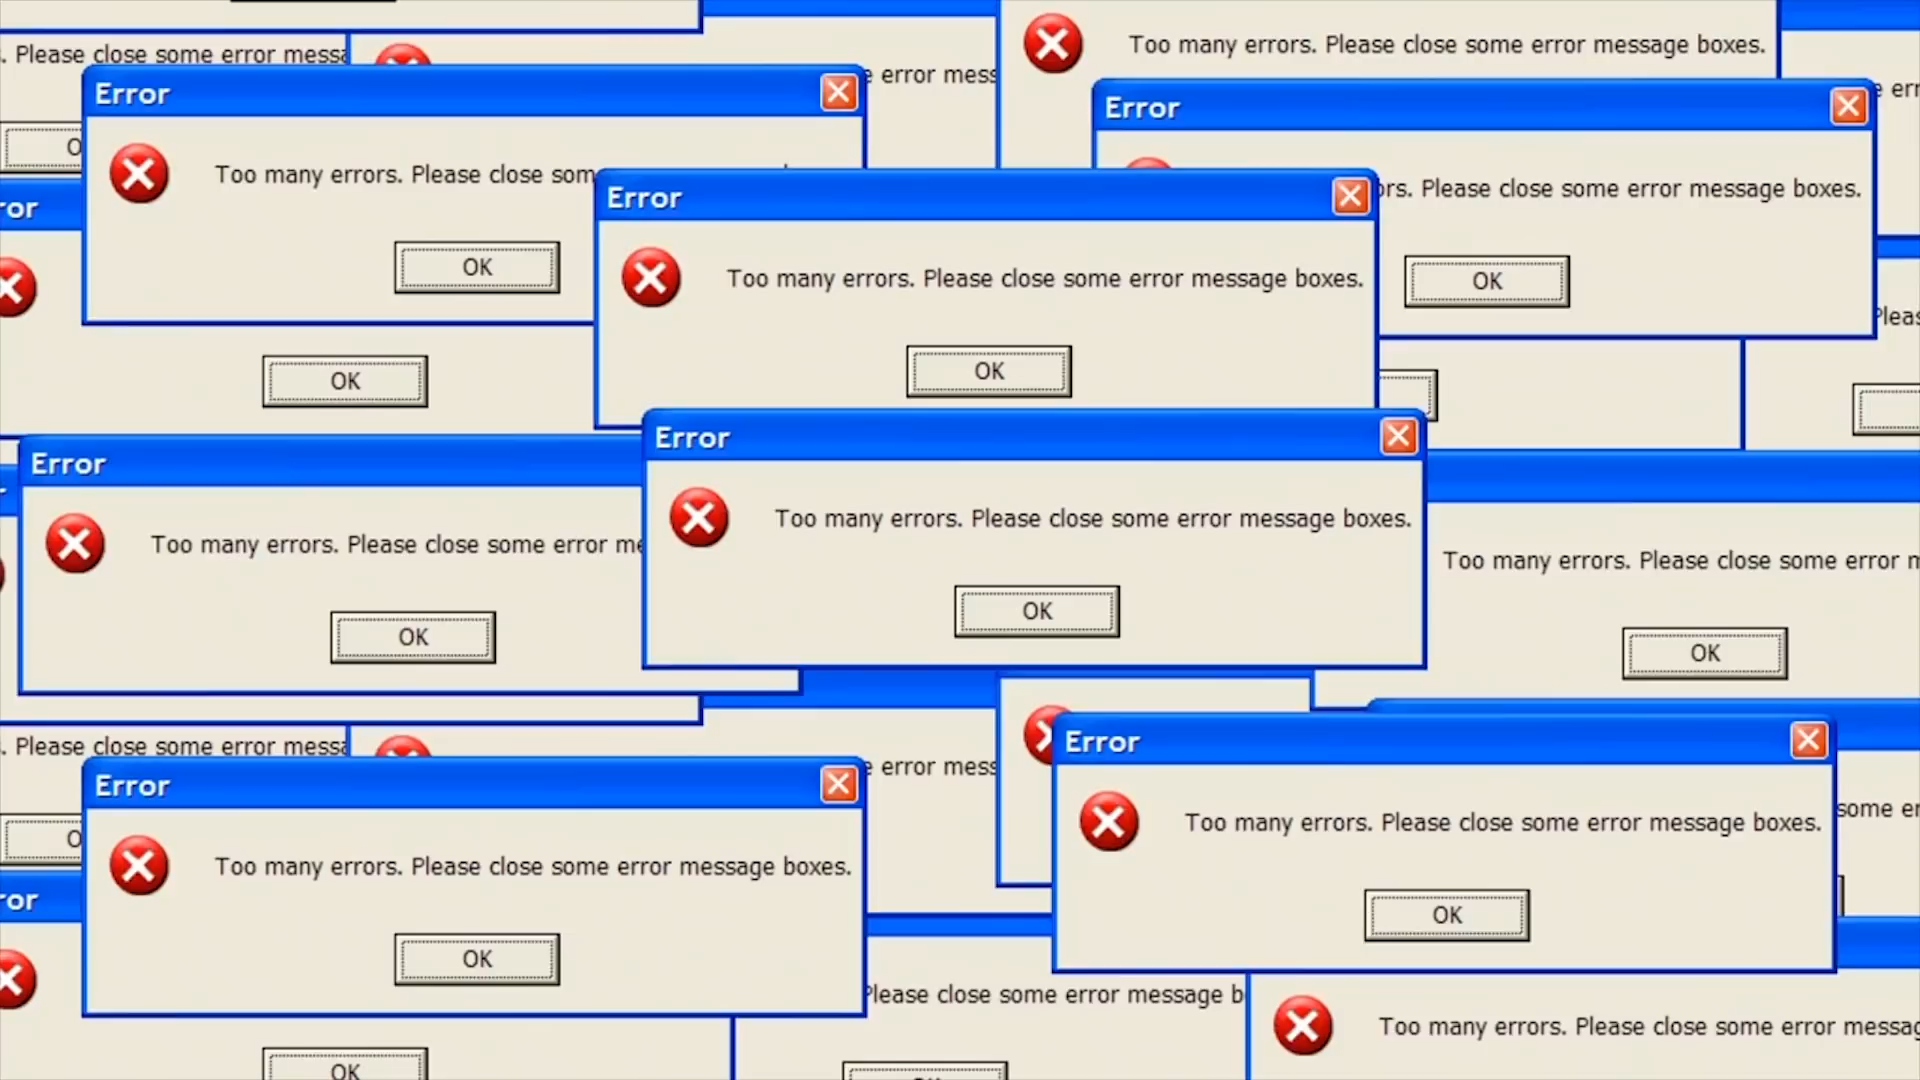 . Please close some error messa
Too many errors. Please close some error message boxes.
error mess
Error
Error
Too many errors. Please close som
Please close some error message boxes.
Error
OK
Too many errors. Please close some error message boxes.
OK
OK
OK
OK
Error
Error
Too many errors. Please close some error message boxes.
Too many errors. Please close some error me
Too many errors. Please close some error m
OK
OK
OK
. Please close some error messa
error mess
Error
Error
Too many errors. Please close some error message boxes.
some er
Too many errors. Please close some error message boxes.
OK
OK
Please close some error message b
Too many errors. Please close some error messag
OK